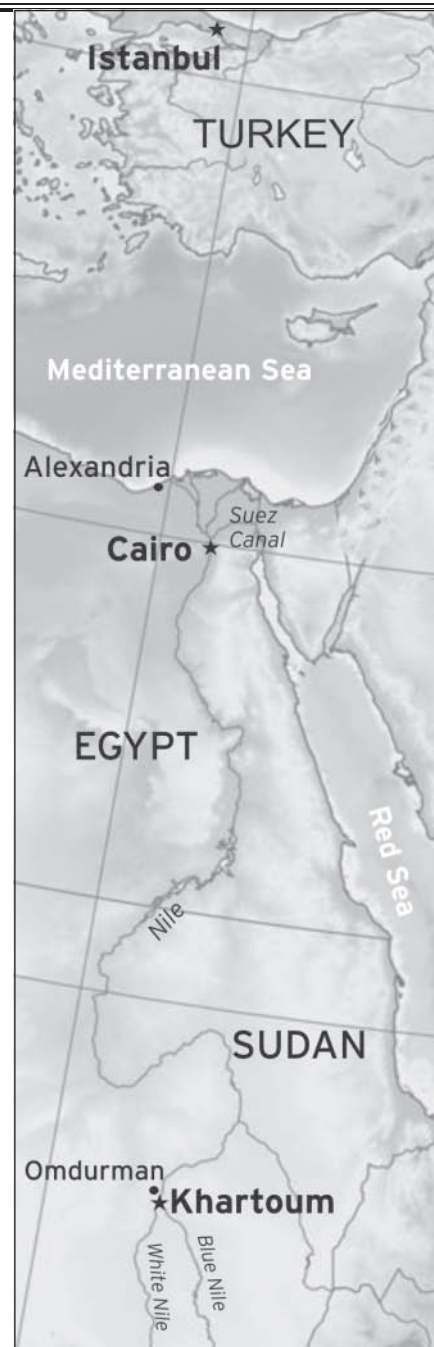 Istanbul
TURKEY
Mediterranean Sea
Alexandria
Suez
Canal
Cairo
EGYPT
Red Sea
Nile
SUDAN
Omdurman
Khartoum
White Nile
Blue Nile